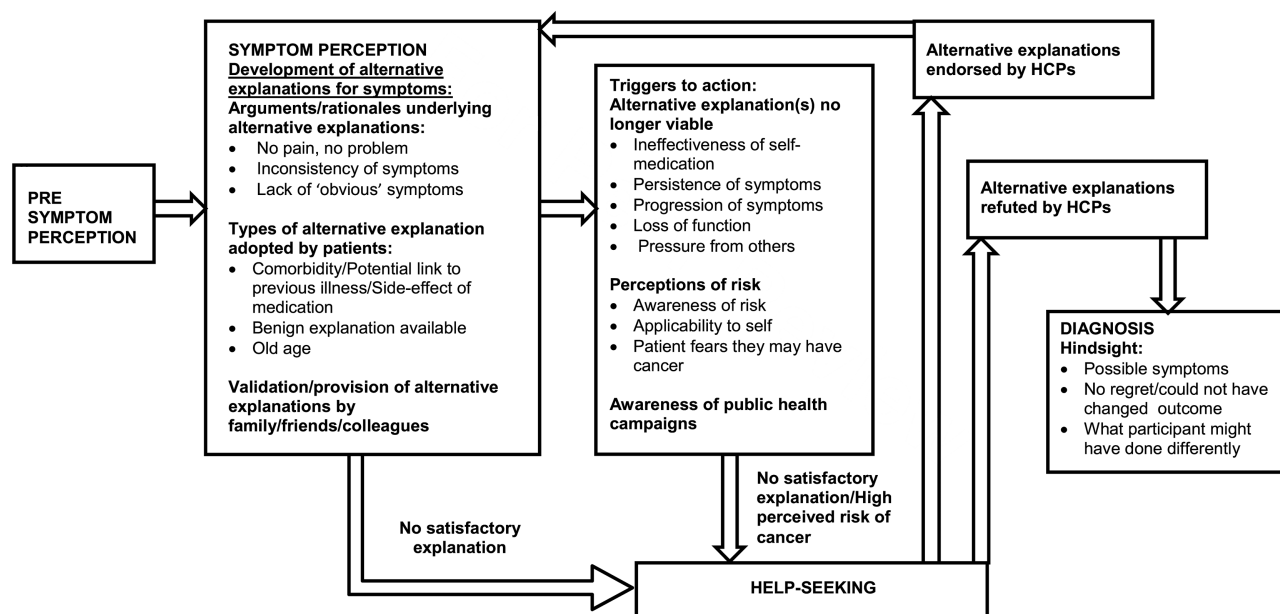 PRE
SYMPTOM
PERCEPTION
SYMPTOM PERCEPTION
Development of alternative
explanations for symptoms:
Arguments/rationales underlying
alternative explanations:
• No pain, no problem
• Inconsistency of symptoms
• Lack of ‘obvious’ symptoms
Types of alternative explanation
adopted by patients:
• Comorbidity/Potential link to
previous illness/Side-effect of
medication
• Benign explanation available
• Old age
Validation/provision of alternative
explanations by
family/friends/colleagues
Triggers to action:
Alternative explanation(s) no
longer viable
• Ineffectiveness of self-
medication
• Persistence of symptoms
• Progression of symptoms
• Loss of function
• Pressure from others
Perceptions of risk
• Awareness of risk
• Applicability to self
• Patient fears they may have
cancer
Awareness of public health
campaigns
No satisfactory
explanation
No satisfactory
explanation/High
perceived risk of
cancer
HELP-SEEKING
Alternative explanations
endorsed by HCPs
Alternative explanations
refuted by HCPs
DIAGNOSIS
Hindsight:
• Possible symptoms
• No regret/could not have
changed outcome
• What participant might
have done differently